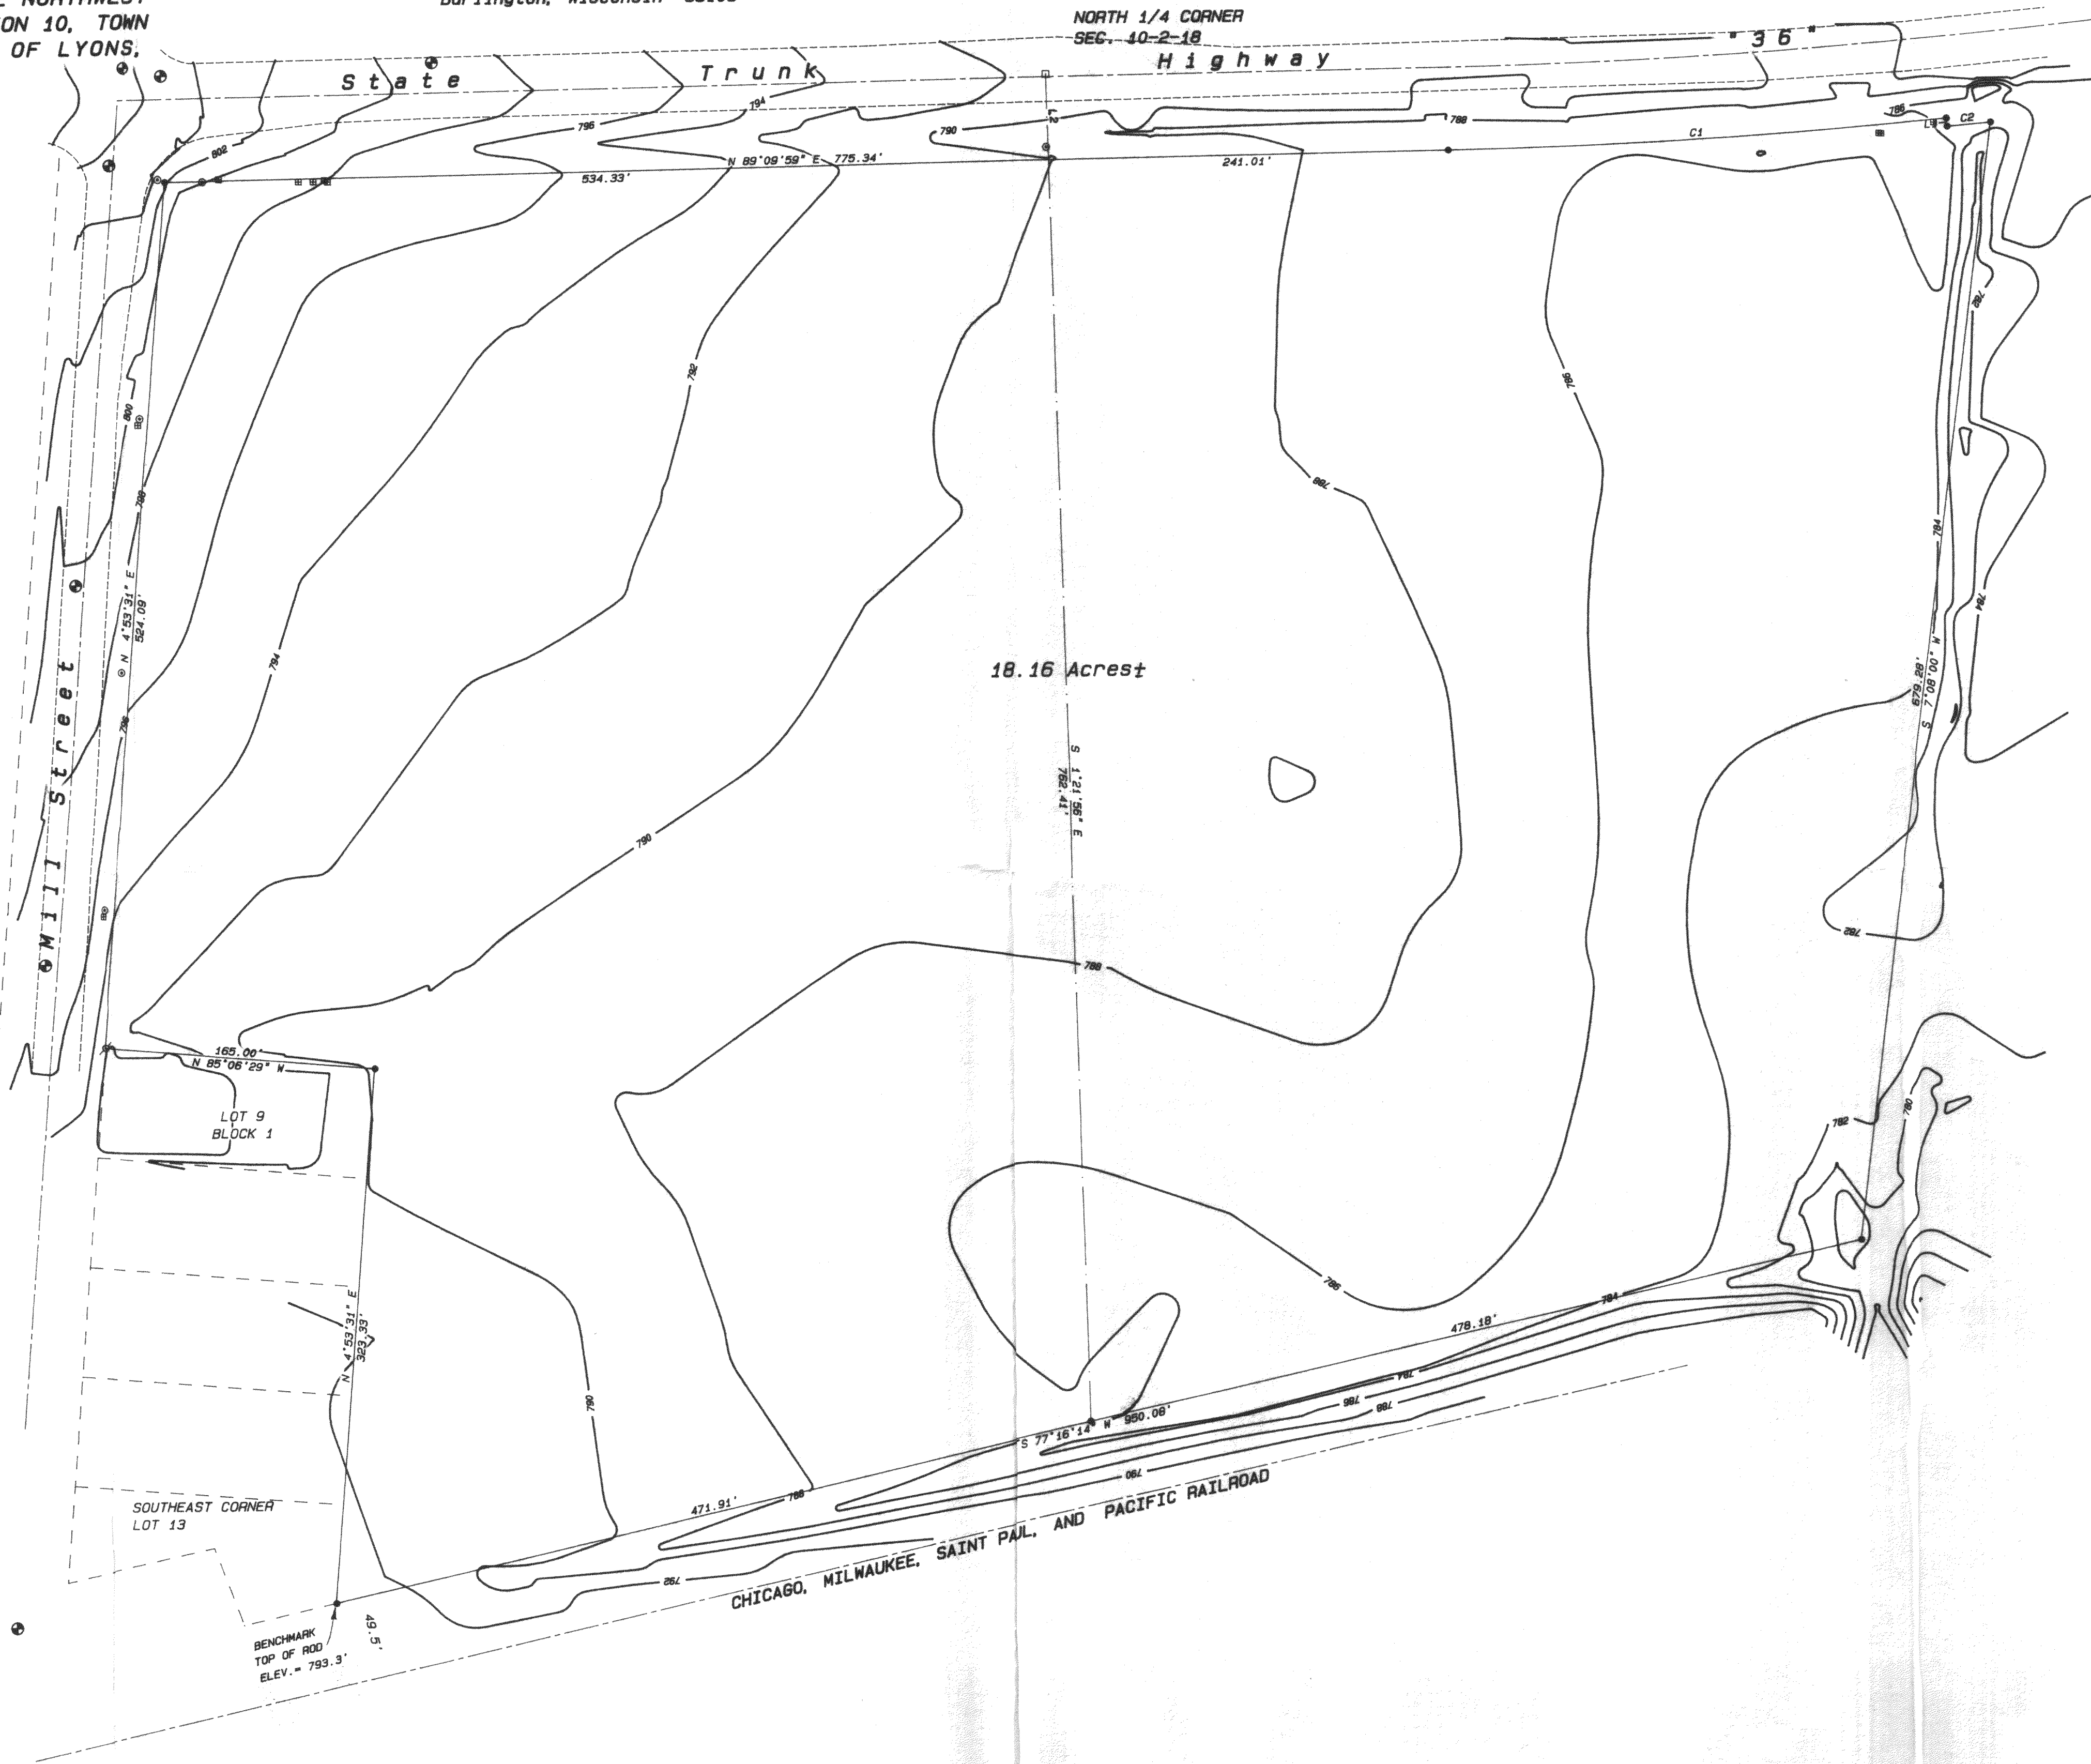 ON 10, TOWN
OF LYONS,
NORTH 1/4 CORNER
SEC. 10-2-18
State Trunk Highway "36"
802
796
794
790
788
786
C1
C2
L2
N 89°09'59" E 775.34'
534.33'
241.01'
792
786
788
782
800
798
N 4°53'31" E
524.09'
794
796
Mill Street
18.16 Acres±
S 1°21'56" E
762.41'
784
784
679.28'
S 7°08'00" W
790
782
788
165.00'
N 85°06'29" W
LOT 9
BLOCK 1
782
780
786
784
478.18'
N 4°53'31" E
323.33'
790
784
786
788
S 77°16'14" W 950.08'
790
471.91'
788
SOUTHEAST CORNER
LOT 13
792
CHICAGO, MILWAUKEE, SAINT PAUL, AND PACIFIC RAILROAD
49.5'
BENCHMARK
TOP OF ROD
ELEV.= 793.3'